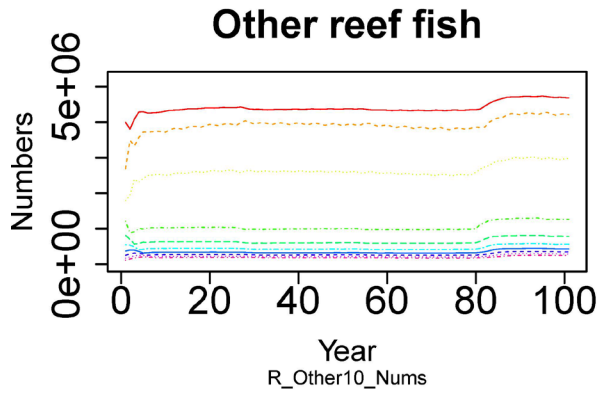 Other reef fish
Numbers
5e+06
0e+00
0 20 40 60 80 100
Year
R_Other10_Nums